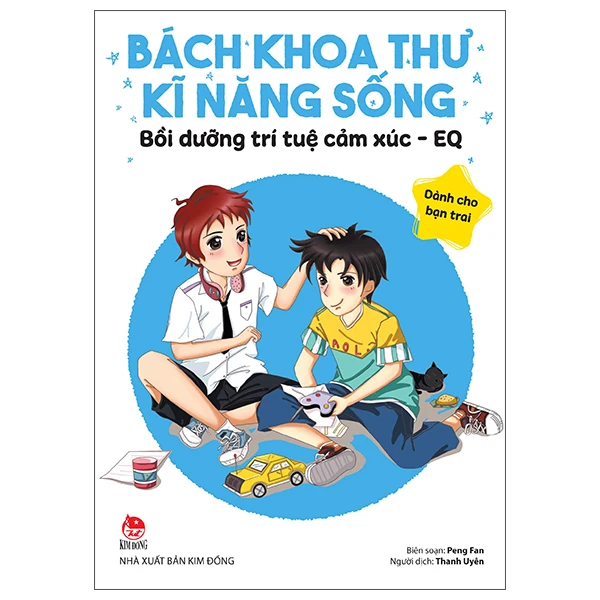 BÁCH KHOA THƯ
KĨ NĂNG SỐNG
Bồi dưỡng trí tuệ cảm xúc - EQ
Dành cho
bạn trai
KIM ĐỒNG
NHÀ XUẤT BẢN KIM ĐỒNG
Biên soạn: Peng Fan
Người dịch: Thanh Uyên